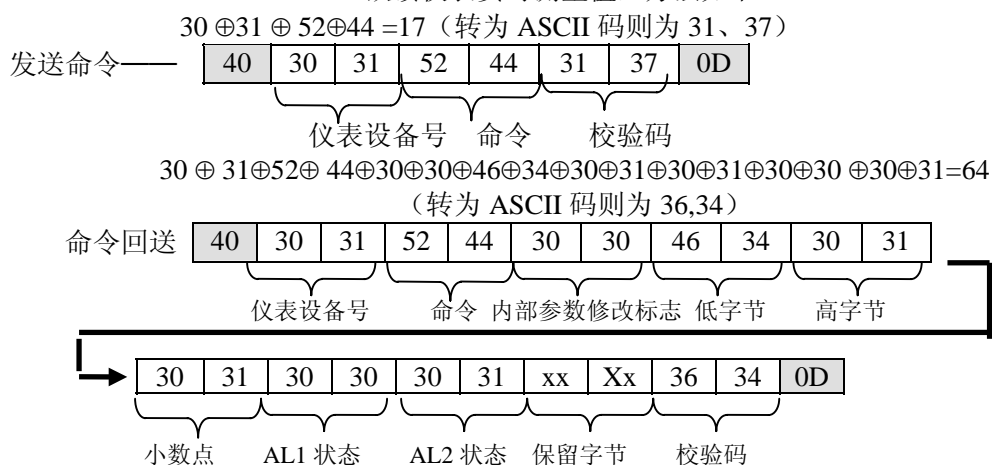 30 ⊕31 ⊕ 52⊕44 =17（转为 ASCII 码则为 31、37）
发送命令—— 40 30 31 52 44 31 37 0D
仪表设备号 命令 校验码
30 ⊕ 31⊕52⊕ 44⊕30⊕30⊕46⊕34⊕30⊕31⊕30⊕31⊕30⊕30 ⊕30⊕31=64
（转为 ASCII 码则为 36,34）
命令回送 40 30 31 52 44 30 30 46 34 30 31
仪表设备号 命令 内部参数修改标志 低字节 高字节
30 31 30 30 30 31 xx Xx 36 34 0D
小数点 AL1 状态 AL2 状态 保留字节 校验码